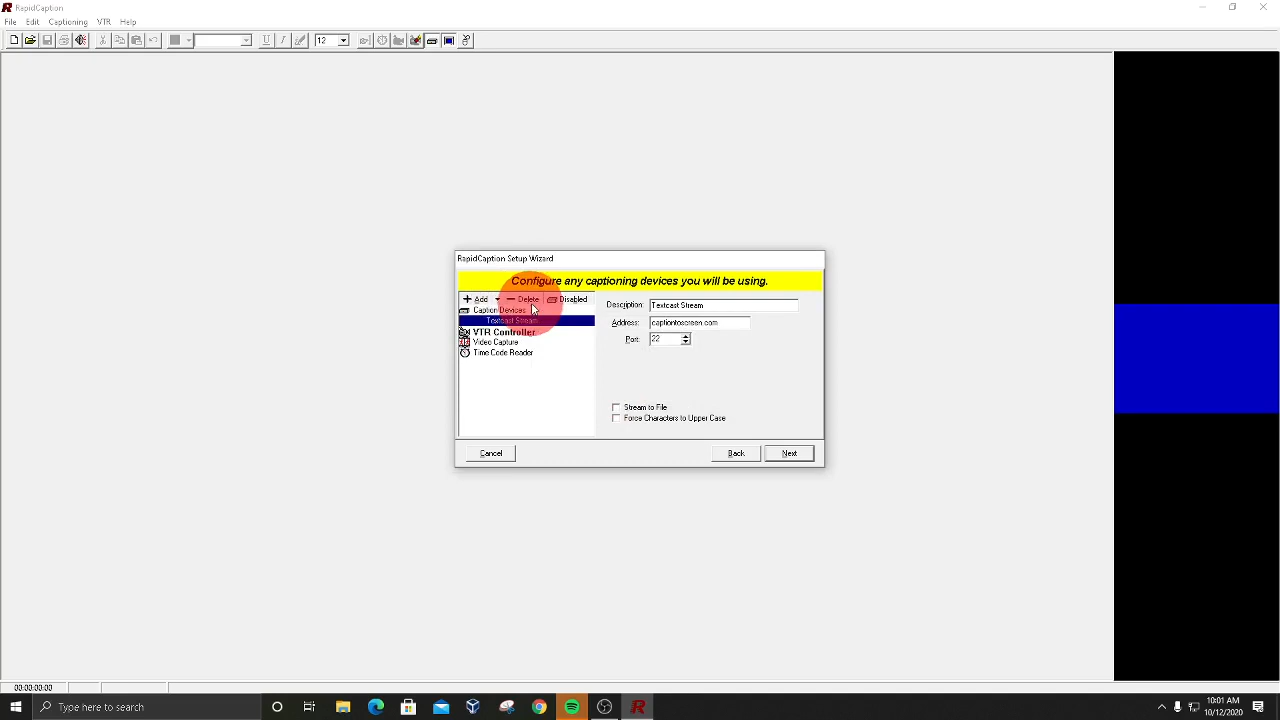 RapidCaption
File Edit Captioning VTR Help
12
RapidCaption Setup Wizard
Configure any captioning devices you will be using.
Add Delete Disabled
Caption Devices
Textcast Stream
VTR Controller
Video Capture
Time Code Reader
Description: Textcast Stream
Address: captiontoscreen.com
Port: 22
Stream to File
Force Characters to Upper Case
Cancel Back Next
00:00:00:00
Type here to search
10:01 AM
10/12/2020